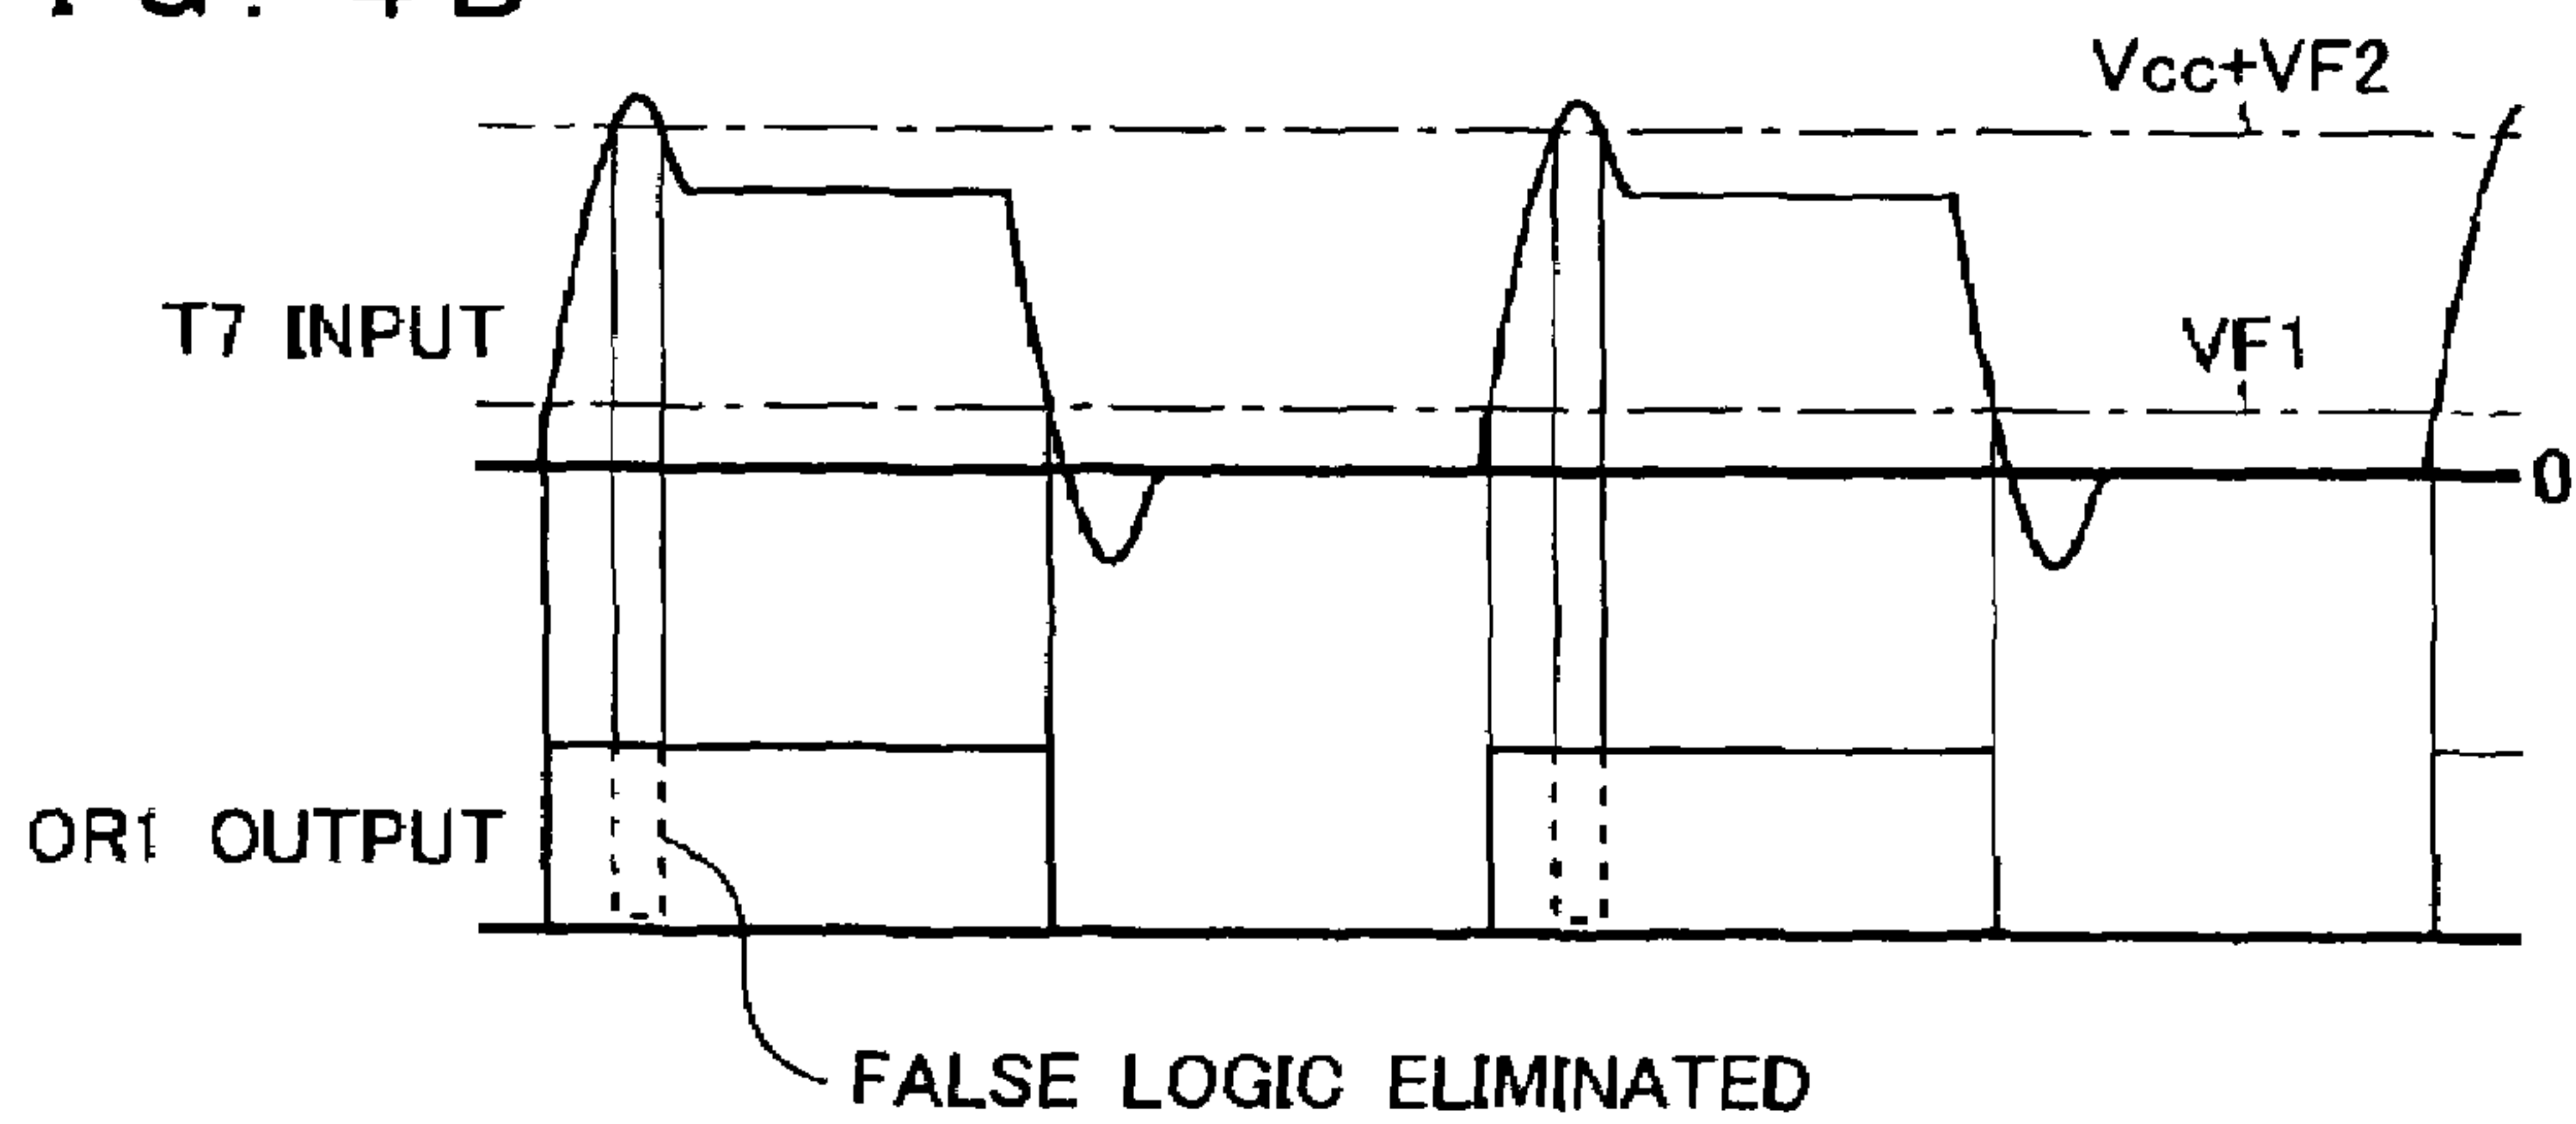 Vcc+VF2
T7 INPUT
VF1
0
OR1 OUTPUT
FALSE LOGIC ELIMINATED